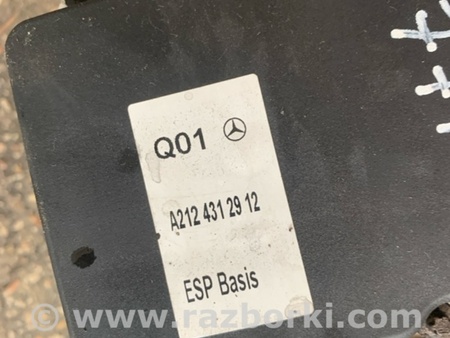 Q01
A212 431 29 12
ESP Basis
© www.razborki.com